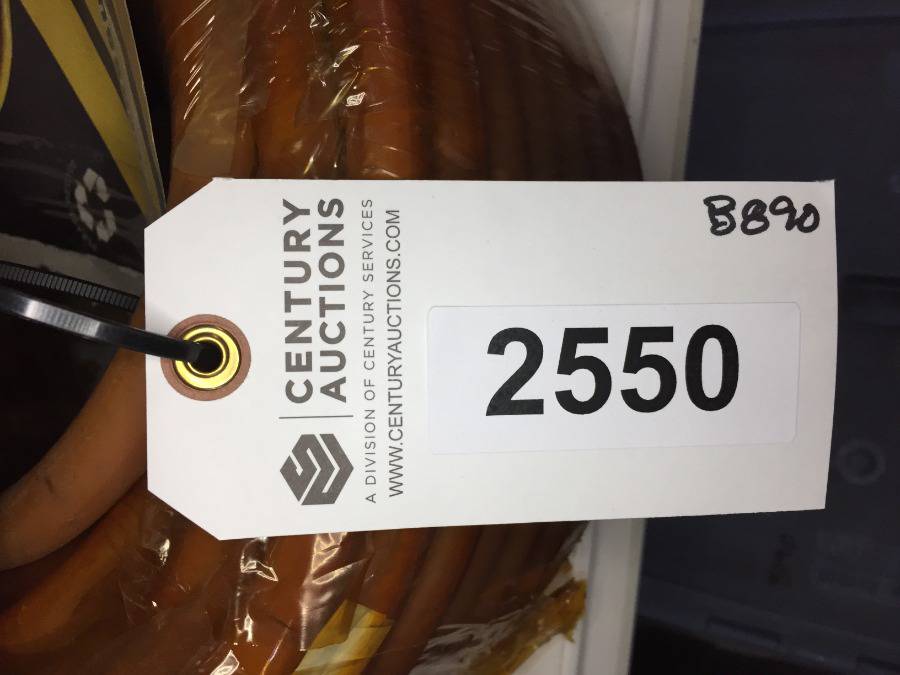 CENTURY
AUCTIONS
A DIVISION OF CENTURY SERVICES
WWW.CENTURYAUCTIONS.COM
B890
2550